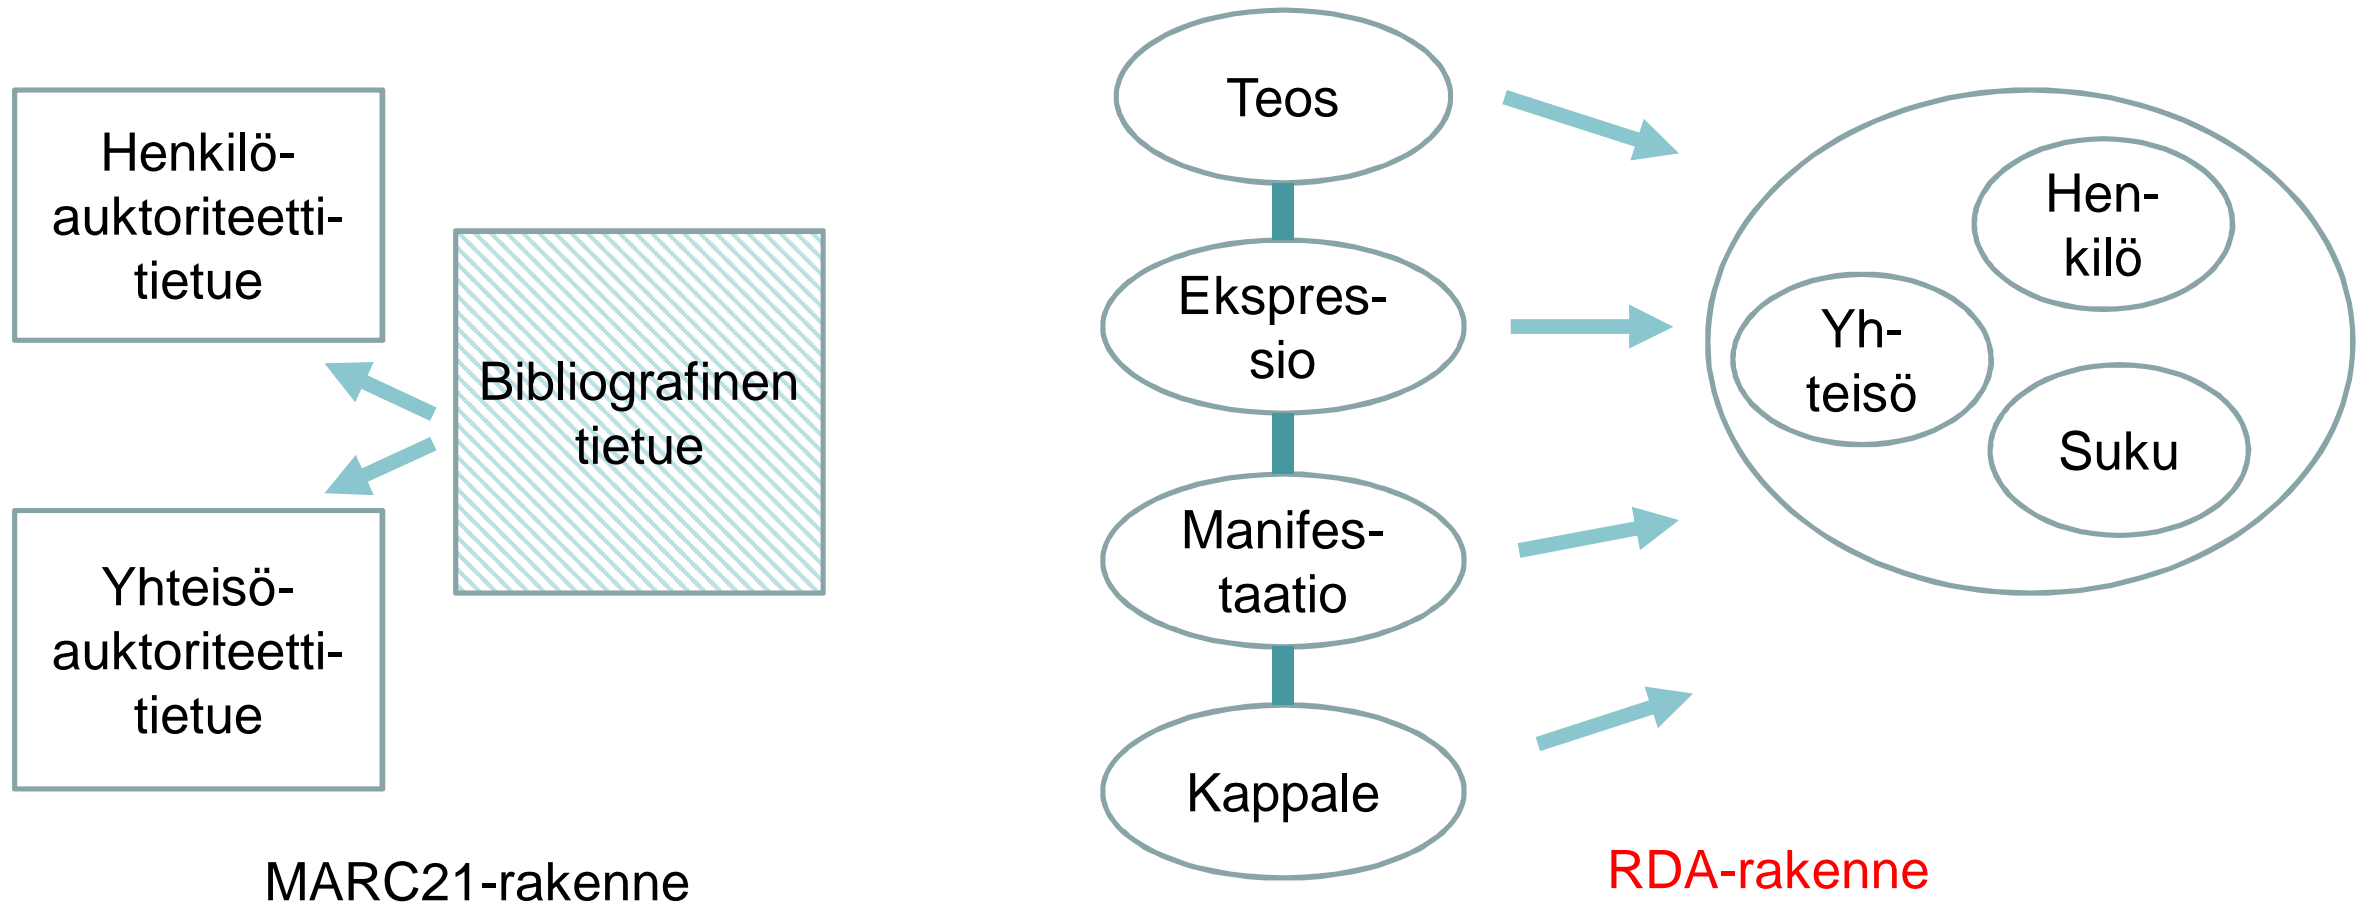 Henkilö-
auktoriteetti-
tietue
Bibliografinen
tietue
Yhteisö-
auktoriteetti-
tietue
MARC21-rakenne
Teos
Ekspres-
sio
Manifes-
taatio
Kappale
Hen-
kilö
Yh-
teisö
Suku
RDA-rakenne